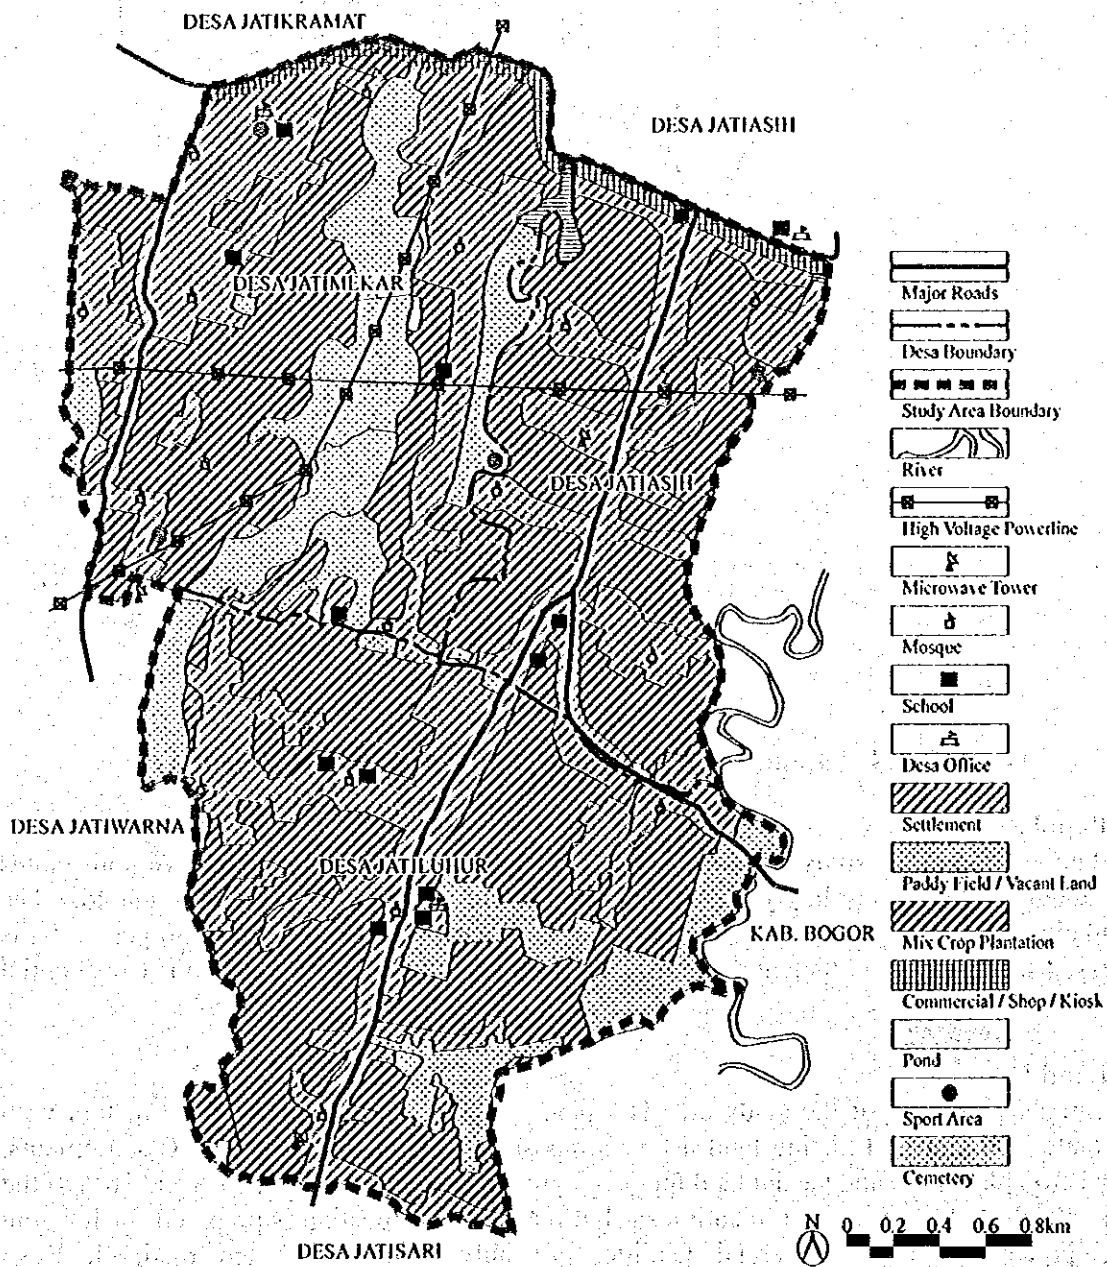 DESA JATIKRAMAT
DESA JATIASIH
DESA JATIMEKAR
DESA JATIASIH
DESA JATIWARNA
DESA JATILUHUR
KAB. BOGOR
DESA JATISARI
Major Roads
Desa Boundary
Study Area Boundary
River
High Voltage Powerline
Microwave Tower
Mosque
School
Desa Office
Settlement
Paddy Field / Vacant Land
Mix Crop Plantation
Commercial / Shop / Kiosk
Pond
Sport Area
Cemetery
N
0 0.2 0.4 0.6 0.8km